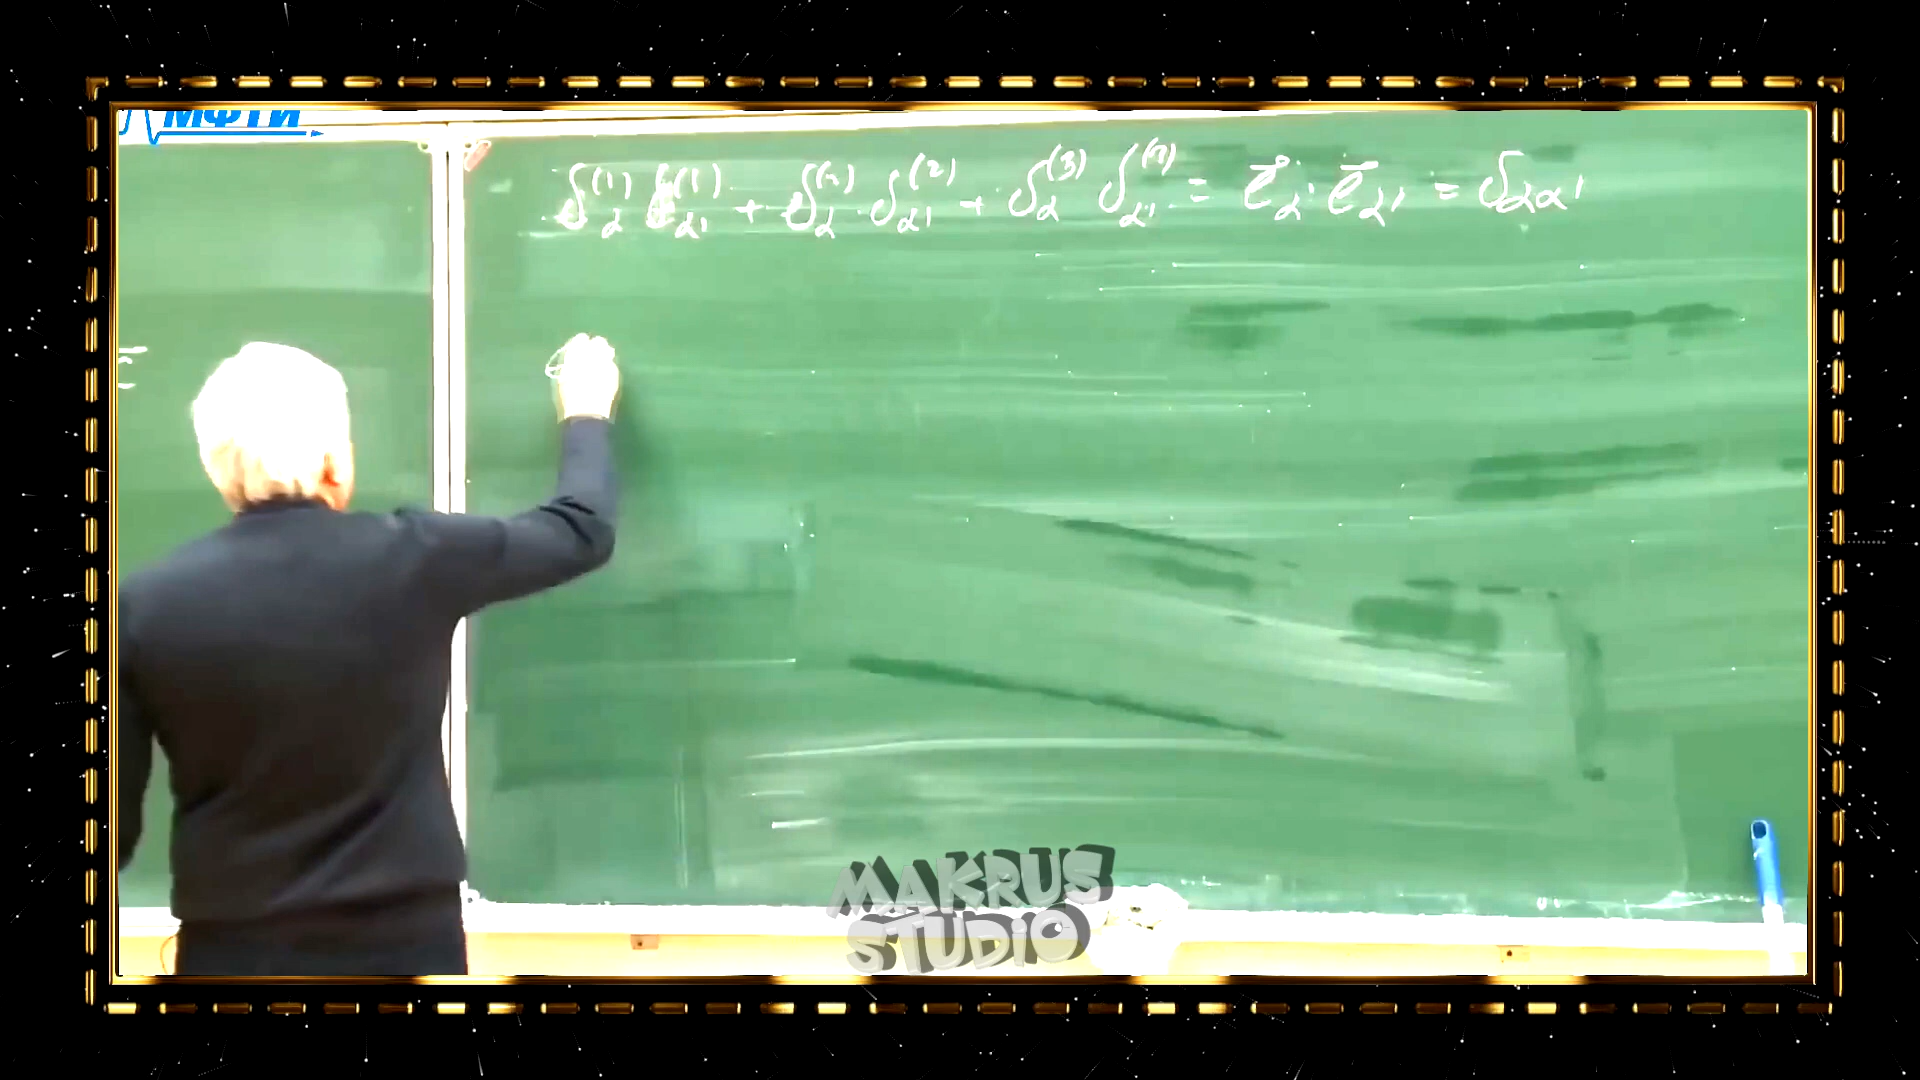 МФТИ
δ_α^(1) δ_α'^(1) + δ_α^(2) δ_α'^(2) + δ_α^(3) δ_α'^(3) = e⃗_α · e⃗_α' = δ_αα'
MAKRUS
STUDIO